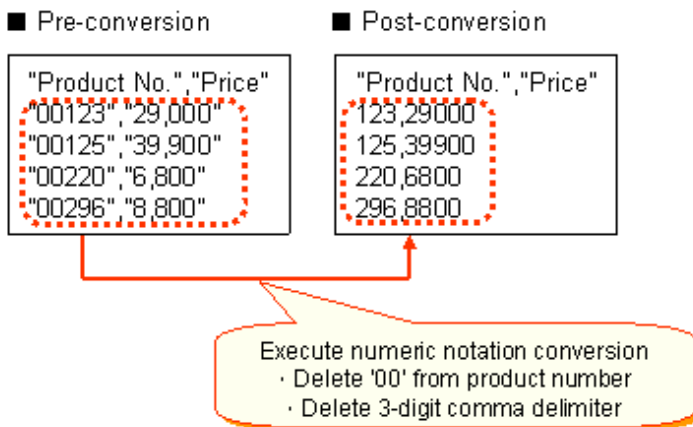 ■ Pre-conversion
"Product No.","Price"
"00123","29,000"
"00125","39,900"
"00220","6,800"
"00296","8,800"
■ Post-conversion
"Product No.","Price"
123,29000
125,39900
220,6800
296,8800
Execute numeric notation conversion
· Delete '00' from product number
· Delete 3-digit comma delimiter